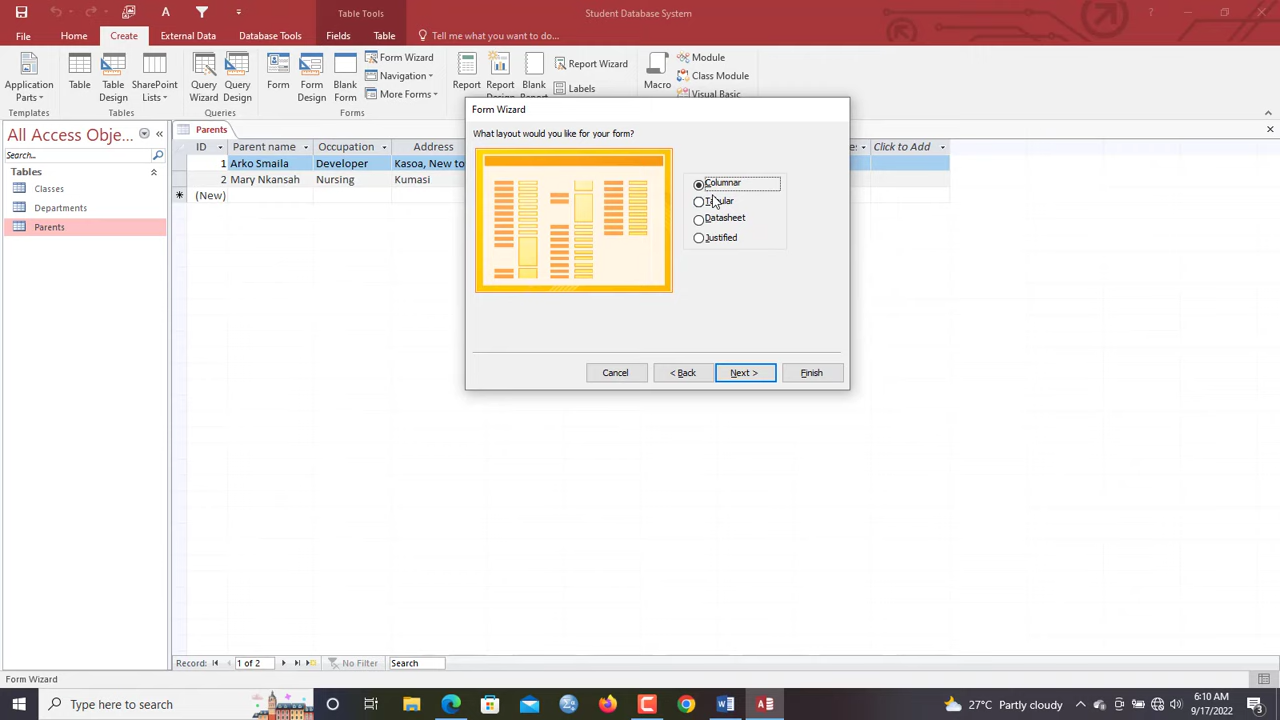 Table Tools
Student Database System
File
Home
Create
External Data
Database Tools
Fields
Table
Tell me what you want to do...
Application Parts
Table
Table Design
SharePoint Lists
Query Wizard
Query Design
Form
Form Design
Blank Form
Form Wizard
Navigation
More Forms
Report
Report Design
Blank
Report Wizard
Labels
Macro
Module
Class Module
Visual Basic
Tables
Queries
Forms
All Access Obje...
Search...
Tables
Classes
Departments
Parents
Parents
ID
Parent name
Occupation
Address
Click to Add
1 Arko Smaila Developer Kasoa, New to
2 Mary Nkansah Nursing Kumasi
(New)
Form Wizard
What layout would you like for your form?
Columnar
Datasheet
Justified
Cancel
< Back
Next >
Finish
Record:
1 of 2
No Filter
Search
Form Wizard
Type here to search
27°C Partly cloudy
6:10 AM
9/17/2022
3